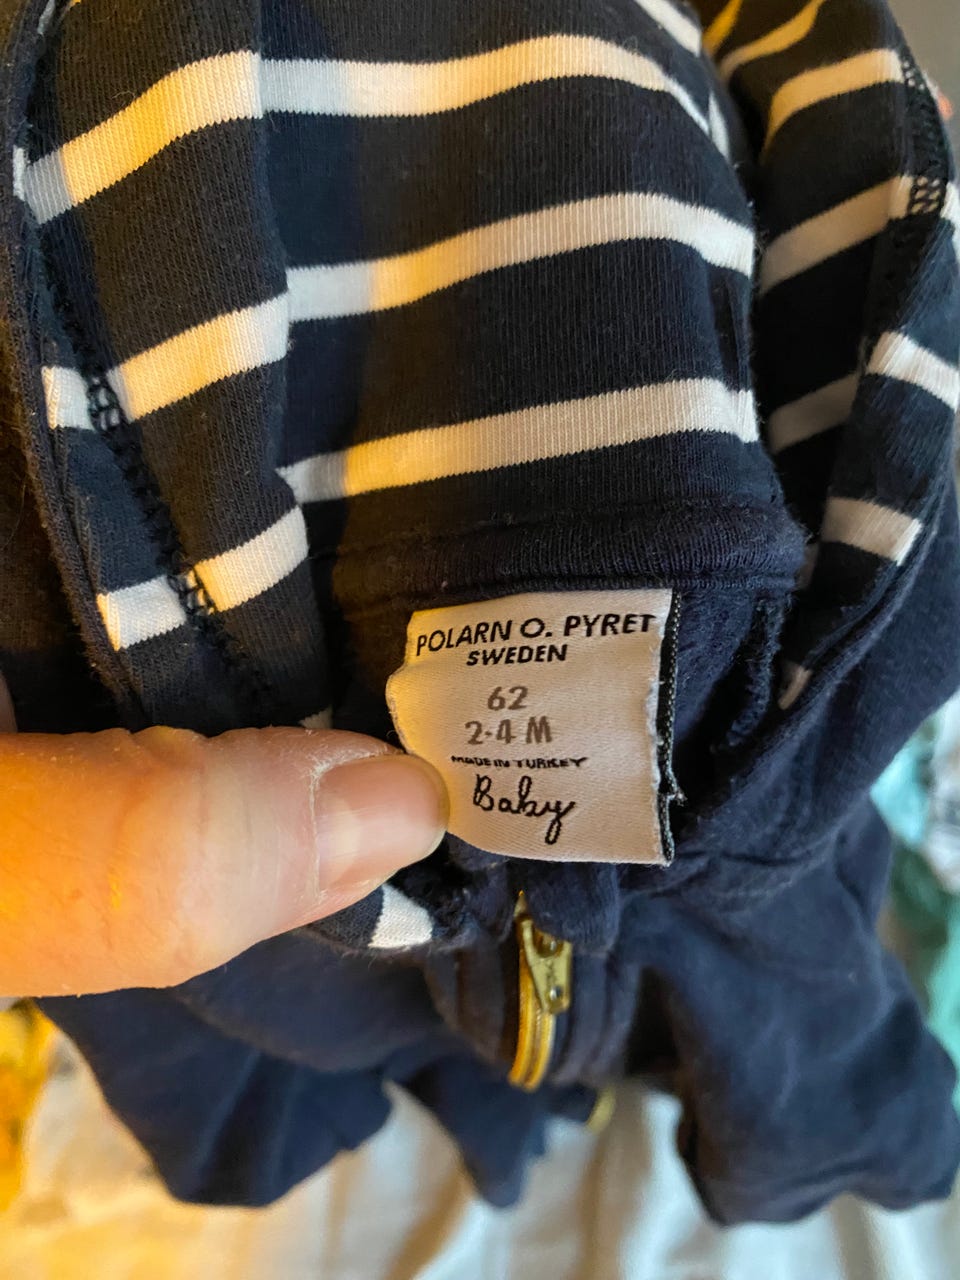 POLARN O. PYRET
SWEDEN
62
2-4 M
MADE IN TURKEY
Baby